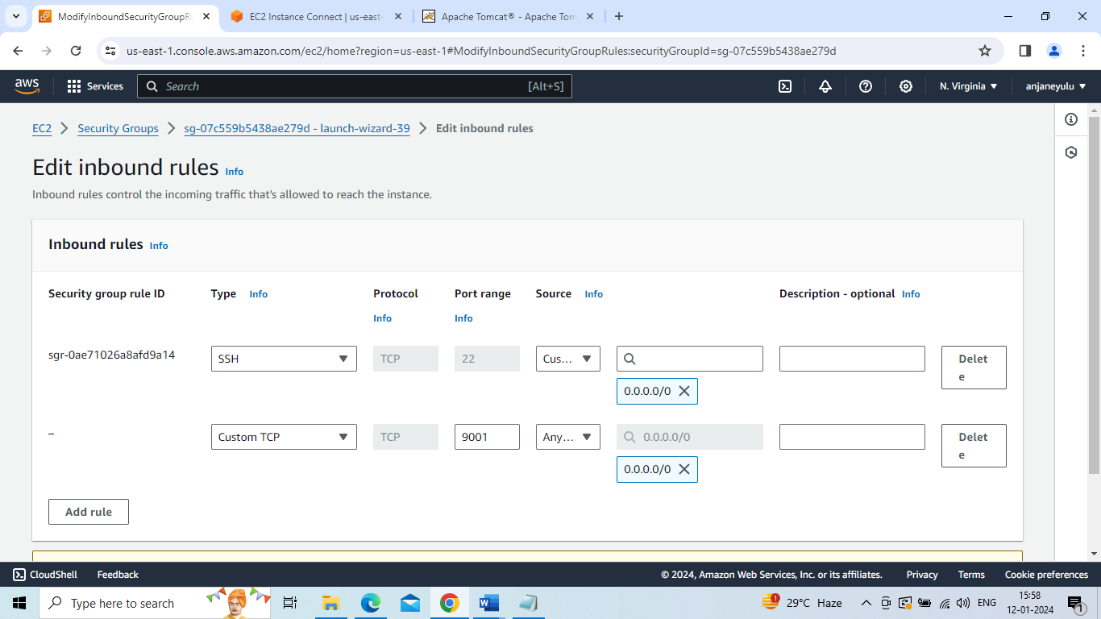 ModifyInboundSecurityGroupR
EC2 Instance Connect | us-east-
Apache Tomcat® - Apache Tom
us-east-1.console.aws.amazon.com/ec2/home?region=us-east-1#ModifyInboundSecurityGroupRules:securityGroupId=sg-07c559b5438ae279d
aws
Services
Search
[Alt+S]
N. Virginia
anjaneyulu
EC2
Security Groups
sg-07c559b5438ae279d - launch-wizard-39
Edit inbound rules
Edit inbound rules Info
Inbound rules control the incoming traffic that's allowed to reach the instance.
Inbound rules Info
Security group rule ID
Type Info
Protocol
Info
Port range
Info
Source Info
Description - optional Info
sgr-0ae71026a8afd9a14
SSH
TCP
22
Cus...
0.0.0.0/0
Delet
e
–
Custom TCP
TCP
9001
Any...
0.0.0.0/0
0.0.0.0/0
Delet
e
Add rule
CloudShell
Feedback
© 2024, Amazon Web Services, Inc. or its affiliates.
Privacy
Terms
Cookie preferences
Type here to search
1
29°C Haze
ENG
15:58
12-01-2024
1